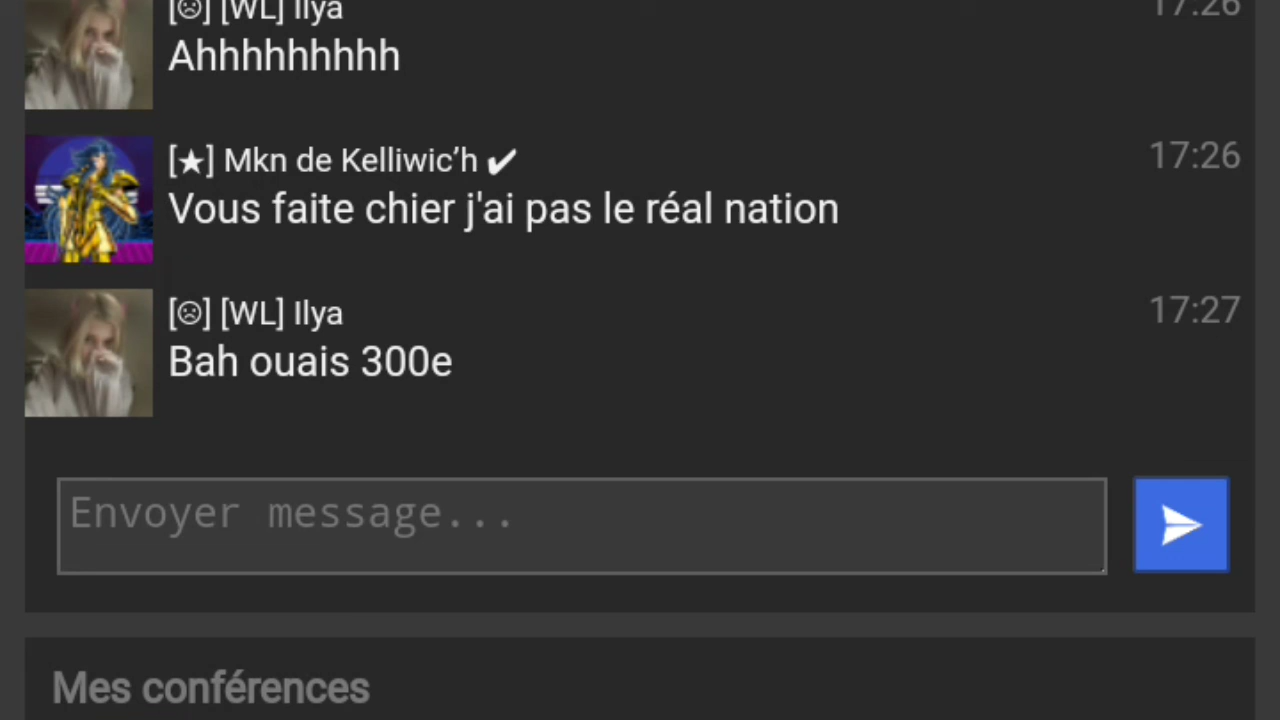 [☹] [WL] Ilya 17:26
Ahhhhhhhhh
[★] Mkn de Kelliwic’h ✔ 17:26
Vous faite chier j'ai pas le réal nation
[☹] [WL] Ilya 17:27
Bah ouais 300e
Envoyer message...
Mes conférences